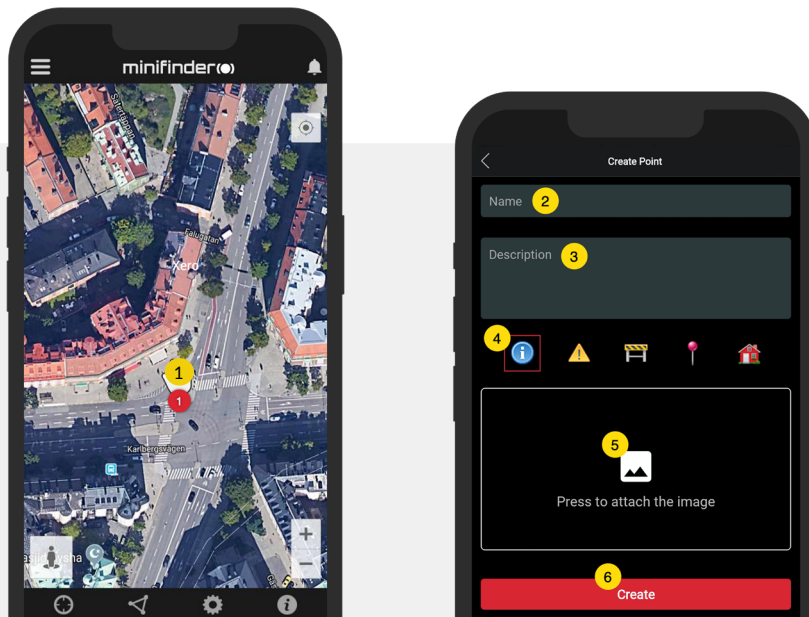 minifinder
Sätertäppan
Falugatan
Xero
1
1
Karlbergsvägen
+
−
Create Point
Name 2
Description 3
4
5
Press to attach the image
6
Create